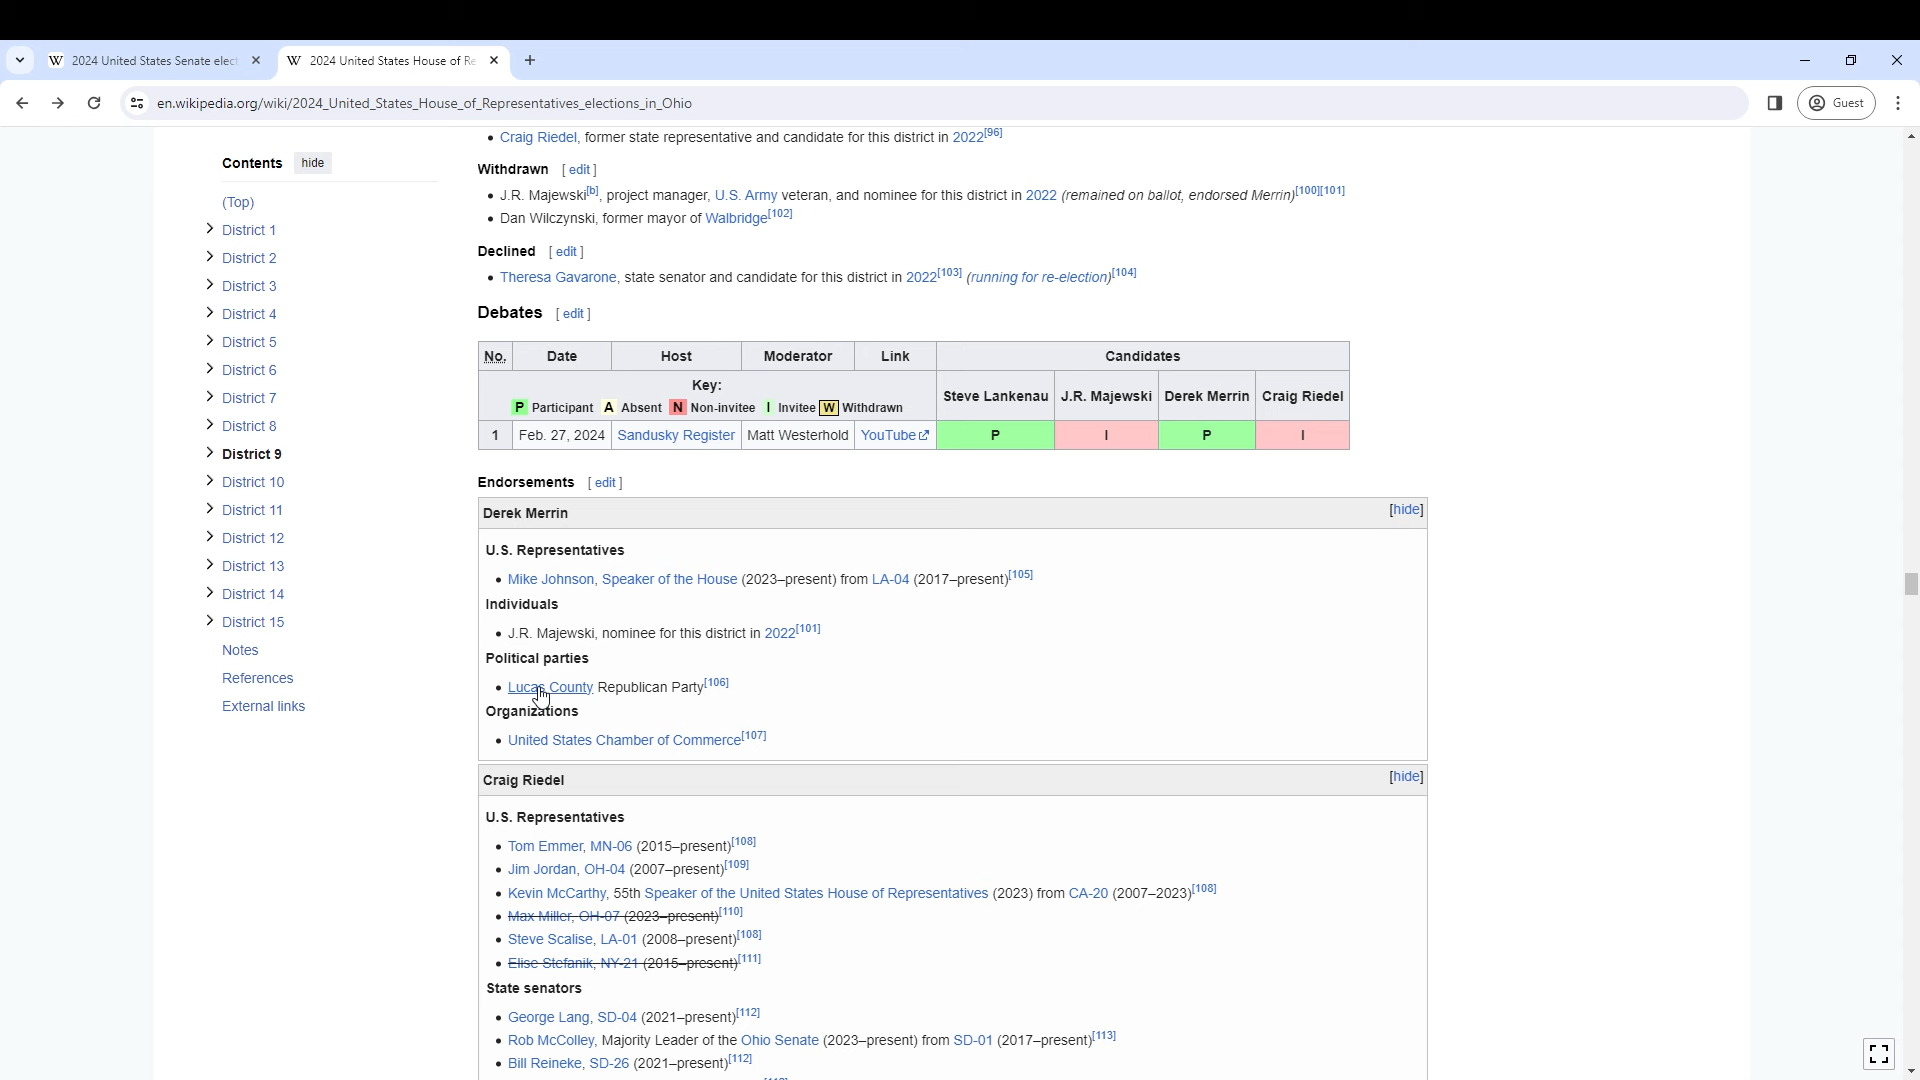 2024 United States Senate elec
2024 United States House of Re
en.wikipedia.org/wiki/2024_United_States_House_of_Representatives_elections_in_Ohio
Guest
Contents hide
(Top)
District 1
District 2
District 3
District 4
District 5
District 6
District 7
District 8
District 9
District 10
District 11
District 12
District 13
District 14
District 15
Notes
References
External links
• Craig Riedel, former state representative and candidate for this district in 2022[96]
Withdrawn [ edit ]
• J.R. Majewski[b], project manager, U.S. Army veteran, and nominee for this district in 2022 (remained on ballot, endorsed Merrin)[100][101]
• Dan Wilczynski, former mayor of Walbridge[102]
Declined [ edit ]
• Theresa Gavarone, state senator and candidate for this district in 2022[103] (running for re-election)[104]
Debates [ edit ]
No. Date Host Moderator Link Candidates
Key:
P Participant A Absent N Non-invitee I Invitee W Withdrawn
Steve Lankenau J.R. Majewski Derek Merrin Craig Riedel
1 Feb. 27, 2024 Sandusky Register Matt Westerhold YouTube P I P I
Endorsements [ edit ]
Derek Merrin [hide]
U.S. Representatives
• Mike Johnson, Speaker of the House (2023–present) from LA-04 (2017–present)[105]
Individuals
• J.R. Majewski, nominee for this district in 2022[101]
Political parties
• Lucas County Republican Party[106]
Organizations
• United States Chamber of Commerce[107]
Craig Riedel [hide]
U.S. Representatives
• Tom Emmer, MN-06 (2015–present)[108]
• Jim Jordan, OH-04 (2007–present)[109]
• Kevin McCarthy, 55th Speaker of the United States House of Representatives (2023) from CA-20 (2007–2023)[108]
• Max Miller, OH-07 (2023–present)[110]
• Steve Scalise, LA-01 (2008–present)[108]
• Elise Stefanik, NY-21 (2015–present)[111]
State senators
• George Lang, SD-04 (2021–present)[112]
• Rob McColley, Majority Leader of the Ohio Senate (2023–present) from SD-01 (2017–present)[113]
• Bill Reineke, SD-26 (2021–present)[112]